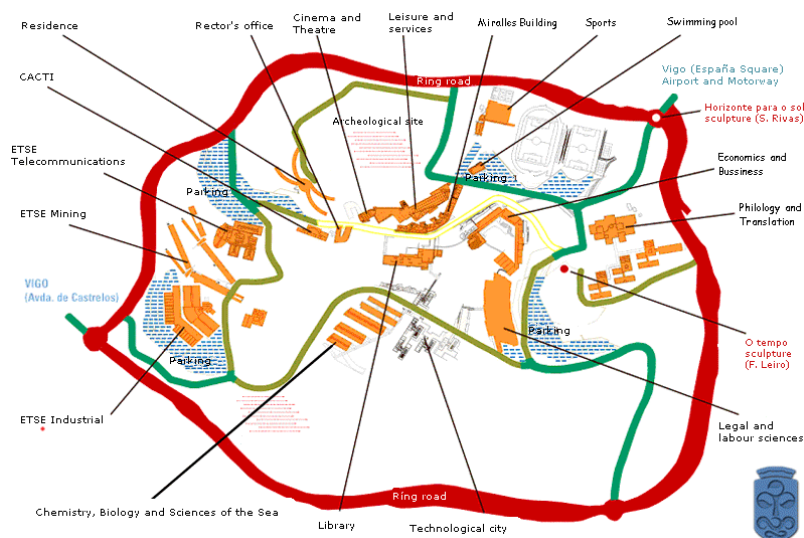 Residence
Rector's office
Cinema and
Theatre
Leisure and
services
Miralles Building
Sports
Swimming pool
CACTI
Ring road
Vigo (España Square)
Airport and Motorway
Horizonte para o sol
sculpture (S. Rivas)
Archeological site
ETSE
Telecommunications
Parking
Parking
Economics and
Bussiness
ETSE Mining
Philology and
Translation
VIGO
(Avda. de Castrelos)
Parking
Parking
O tempo
sculpture
(F. Leiro)
ETSE Industrial
Legal and
labour sciences
Ring road
Chemistry, Biology and Sciences of the Sea
Library
Technological city